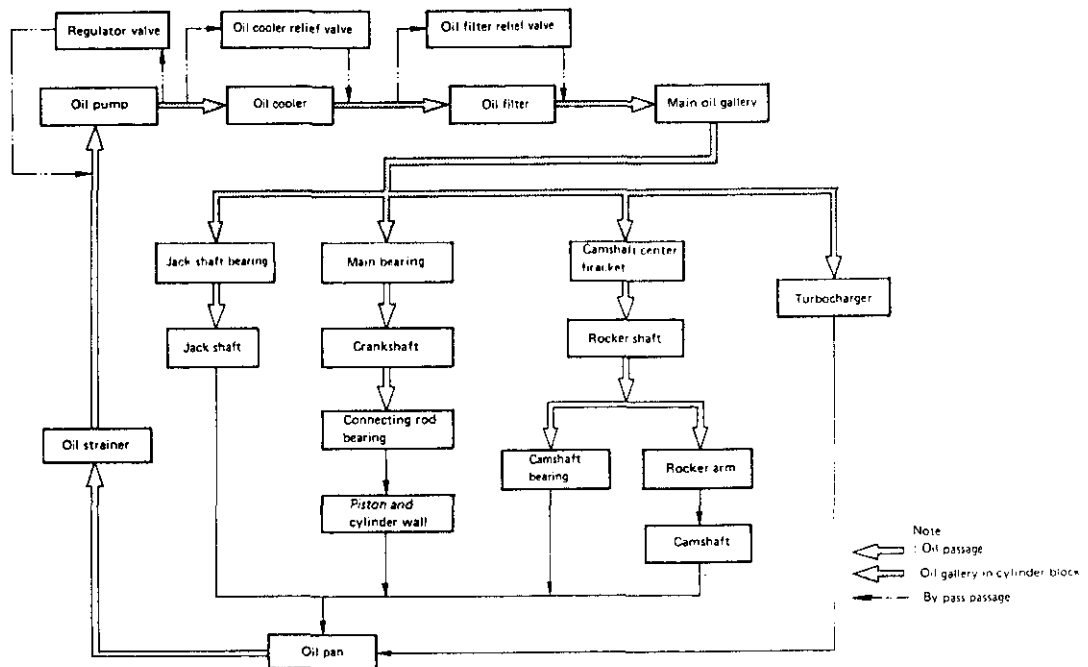 Regulator valve
Oil cooler relief valve
Oil filter relief valve
Oil pump
Oil cooler
Oil filter
Main oil gallery
Jack shaft bearing
Main bearing
Camshaft center
bracket
Turbocharger
Jack shaft
Crankshaft
Rocker shaft
Oil strainer
Connecting rod
bearing
Camshaft
bearing
Rocker arm
Piston and
cylinder wall
Camshaft
Note
: Oil passage
Oil gallery in cylinder block
By pass passage
Oil pan